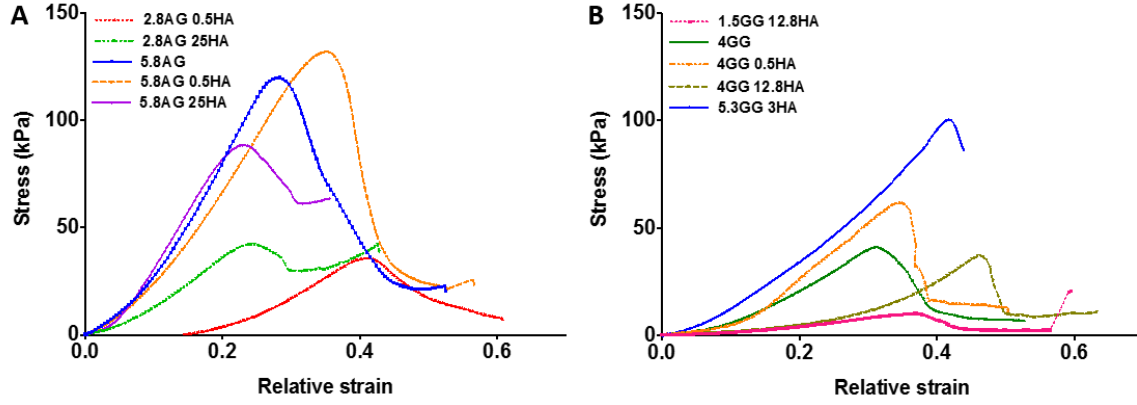 A
2.8AG 0.5HA
2.8AG 25HA
5.8AG
5.8AG 0.5HA
5.8AG 25HA
150
100
50
0
Stress (kPa)
0.0 0.2 0.4 0.6
Relative strain
B
1.5GG 12.8HA
4GG
4GG 0.5HA
4GG 12.8HA
5.3GG 3HA
150
100
50
0
Stress (kPa)
0.0 0.2 0.4 0.6
Relative strain